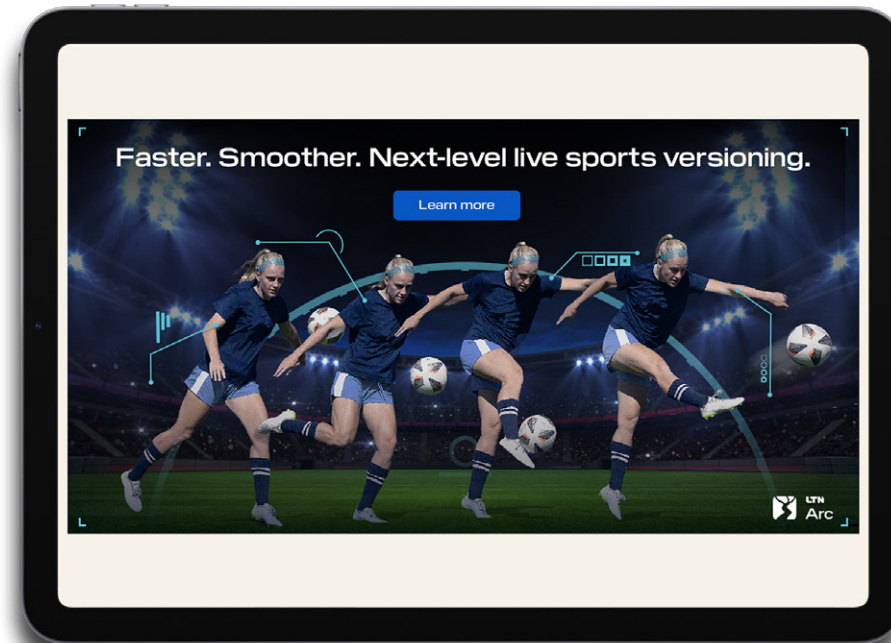 Faster. Smoother. Next-level live sports versioning.
Learn more
LTN
Arc